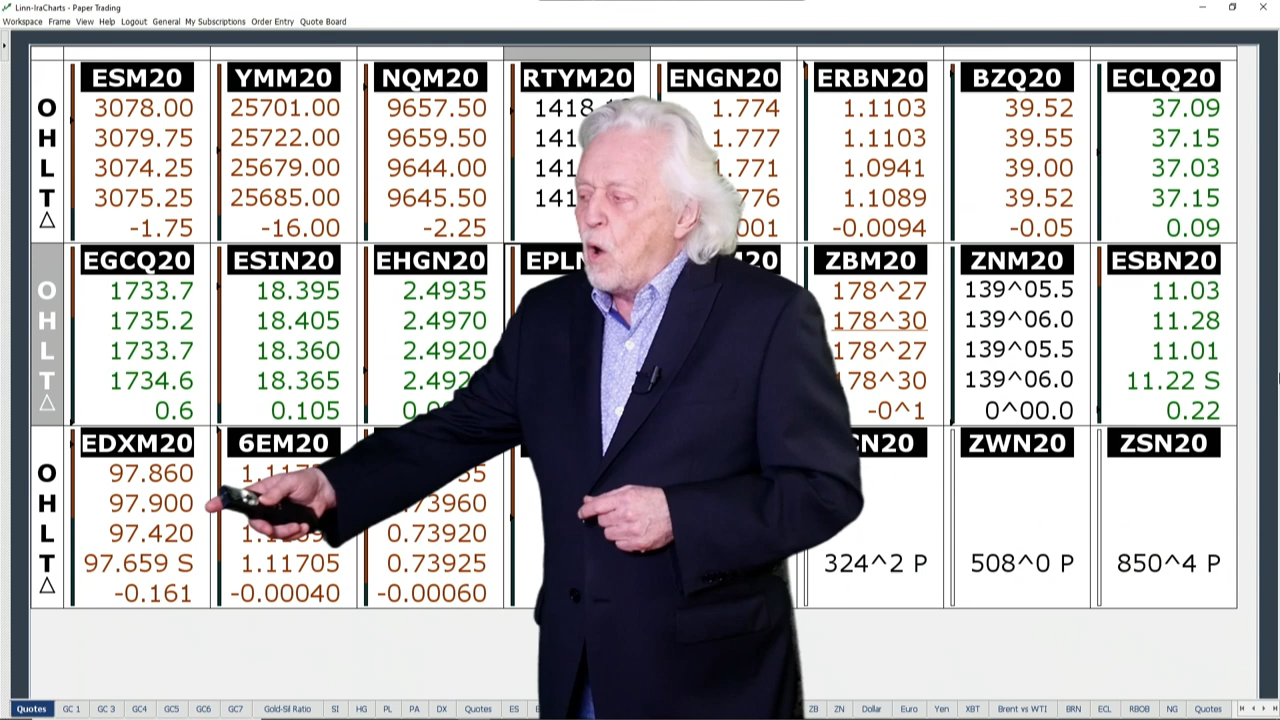 Linn-IraCharts - Paper Trading
Workspace Frame View Help Logout General My Subscriptions Order Entry Quote Board
ESM20 YMM20 NQM20 RTYM20 ENGN20 ERBN20 BZQ20 ECLQ20
O 3078.00 25701.00 9657.50 1.774 1.1103 39.52 37.09
H 3079.75 25722.00 9659.50 1.777 1.1103 39.55 37.15
L 3074.25 25679.00 9644.00 1.0941 39.00 37.03
T 3075.25 25685.00 9645.50 1.1089 39.52 37.15
△ -1.75 -16.00 -2.25 -0.0094 -0.05 0.09
EGCQ20 ESIN20 EHGN20 ZBM20 ZNM20 ESBN20
O 1733.7 18.395 2.4935 178^27 139^05.5 11.03
H 1735.2 18.405 2.4970 178^30 139^06.0 11.28
L 1733.7 18.360 2.4920 178^27 139^05.5 11.01
T 1734.6 18.365 139^06.0 11.22 S
△ 0.6 0.105 -0^1 0^00.0 0.22
EDXM20 6EM20 ZWN20 ZSN20
O 97.860
H 97.900
L 97.420 0.73920
T 97.659 S 1.11705 0.73925 324^2 P 508^0 P 850^4 P
△ -0.161 -0.00040 -0.00060
Quotes GC 1 GC 3 GC4 GC5 GC6 GC7 Gold-Sil Ratio SI HG PL PA DX Quotes ES ZB ZN Dollar Euro Yen XBT Brent vs WTI BRN ECL RBOB NG Quotes